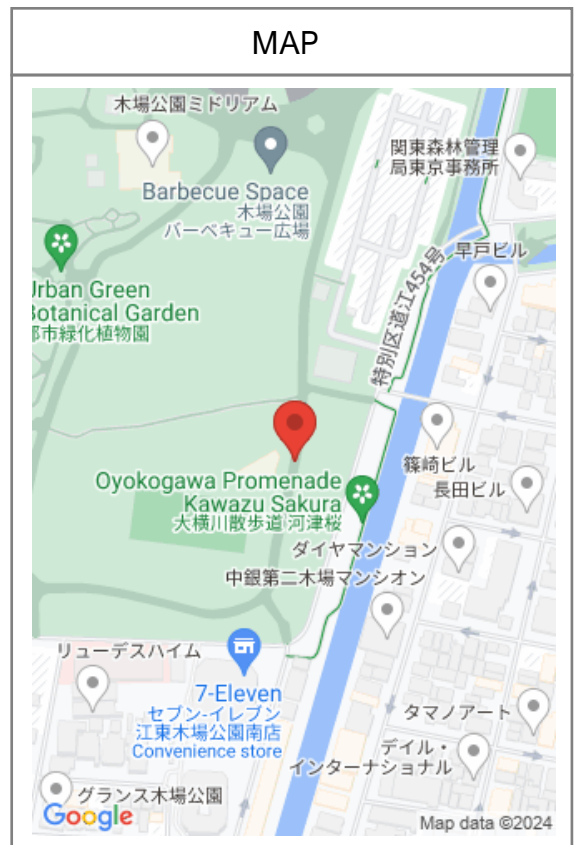 MAP
木場公園ミドリアム
関東森林管理
局東京事務所
Barbecue Space
木場公園
バーベキュー広場
早戸ビル
特別区道江454号
Urban Green
Botanical Garden
都市緑化植物園
篠崎ビル
長田ビル
Oyokogawa Promenade
Kawazu Sakura
大横川散歩道 河津桜
ダイヤマンション
中銀第二木場マンシオン
リューデスハイム
7-Eleven
セブン-イレブン
江東木場公園南店
Convenience store
タマノアート
デイル・
インターナショナル
グランス木場公園
Google
Map data ©2024